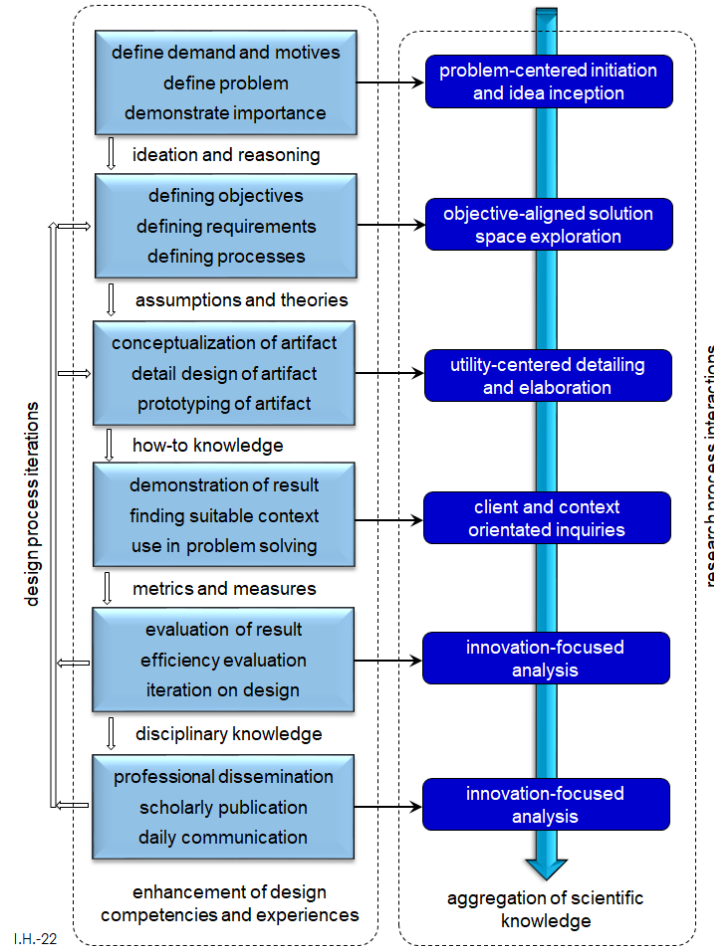 define demand and motives
define problem
demonstrate importance
problem-centered initiation
and idea inception
ideation and reasoning
defining objectives
defining requirements
defining processes
objective-aligned solution
space exploration
assumptions and theories
conceptualization of artifact
detail design of artifact
prototyping of artifact
utility-centered detailing
and elaboration
how-to knowledge
demonstration of result
finding suitable context
use in problem solving
client and context
orientated inquiries
metrics and measures
evaluation of result
efficiency evaluation
iteration on design
innovation-focused
analysis
disciplinary knowledge
professional dissemination
scholarly publication
daily communication
innovation-focused
analysis
enhancement of design
competencies and experiences
aggregation of scientific
knowledge
design process iterations
research process interactions
I.H.-22